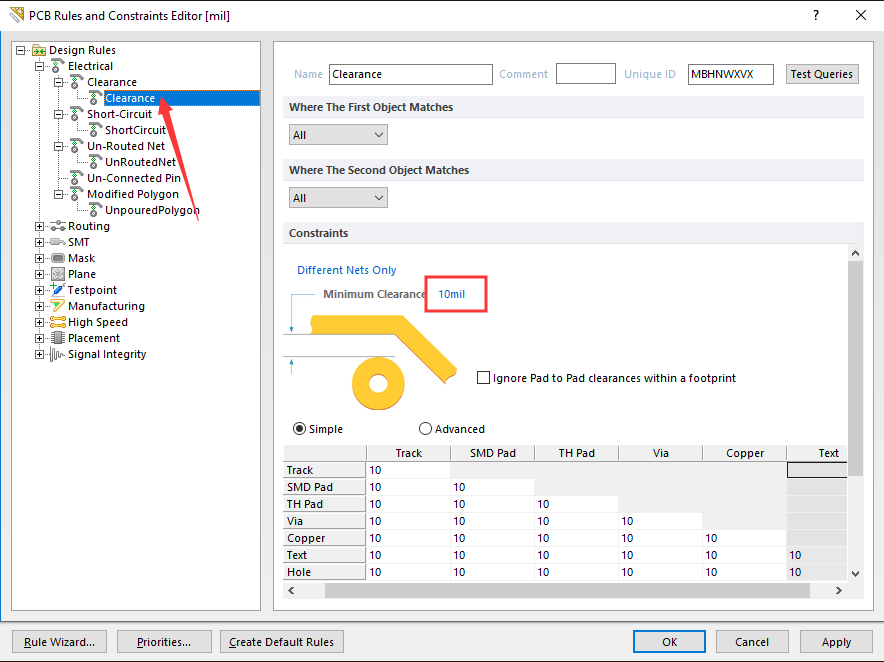 PCB Rules and Constraints Editor [mil]
?
Design Rules
Electrical
Clearance
Clearance
Short-Circuit
ShortCircuit
Un-Routed Net
UnRoutedNet
Un-Connected Pin
Modified Polygon
UnpouredPolygon
Routing
SMT
Mask
Plane
Testpoint
Manufacturing
High Speed
Placement
Signal Integrity
Name Clearance Comment Unique ID MBHNWXVX Test Queries
Where The First Object Matches
All
Where The Second Object Matches
All
Constraints
Different Nets Only
Minimum Clearance 10mil
Ignore Pad to Pad clearances within a footprint
Simple Advanced
Track SMD Pad TH Pad Via Copper Text
Track 10
SMD Pad 10 10
TH Pad 10 10 10
Via 10 10 10 10
Copper 10 10 10 10 10
Text 10 10 10 10 10 10
Hole 10 10 10 10 10 10
Rule Wizard... Priorities... Create Default Rules OK Cancel Apply